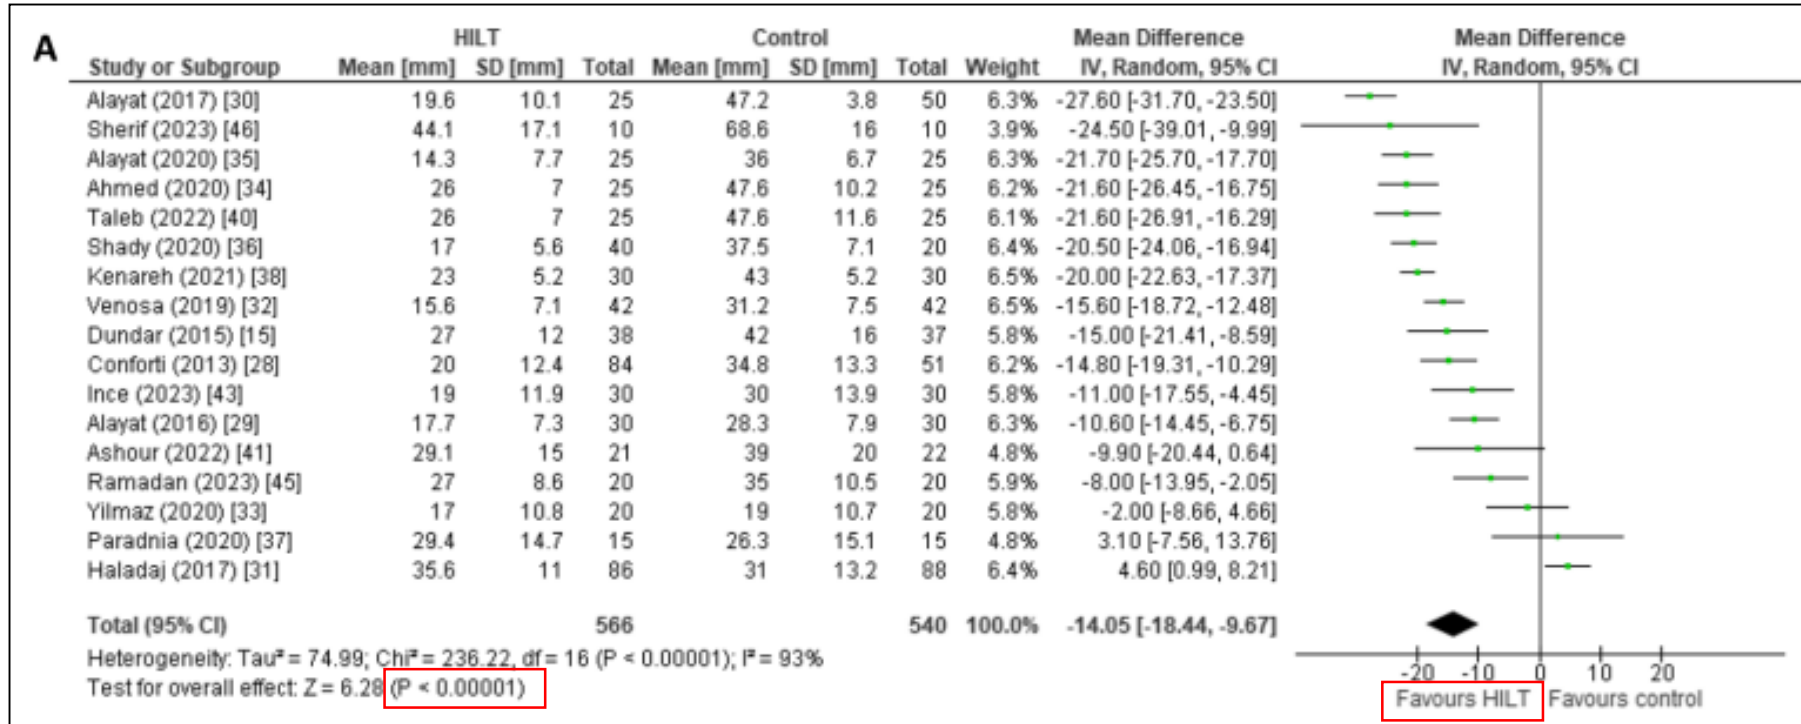 A
HILT Control Mean Difference Mean Difference
Study or Subgroup Mean [mm] SD [mm] Total Mean [mm] SD [mm] Total Weight IV, Random, 95% CI IV, Random, 95% CI
Alayat (2017) [30] 19.6 10.1 25 47.2 3.8 50 6.3% -27.60 [-31.70, -23.50]
Sherif (2023) [46] 44.1 17.1 10 68.6 16 10 3.9% -24.50 [-39.01, -9.99]
Alayat (2020) [35] 14.3 7.7 25 36 6.7 25 6.3% -21.70 [-25.70, -17.70]
Ahmed (2020) [34] 26 7 25 47.6 10.2 25 6.2% -21.60 [-26.45, -16.75]
Taleb (2022) [40] 26 7 25 47.6 11.6 25 6.1% -21.60 [-26.91, -16.29]
Shady (2020) [36] 17 5.6 40 37.5 7.1 20 6.4% -20.50 [-24.06, -16.94]
Kenareh (2021) [38] 23 5.2 30 43 5.2 30 6.5% -20.00 [-22.63, -17.37]
Venosa (2019) [32] 15.6 7.1 42 31.2 7.5 42 6.5% -15.60 [-18.72, -12.48]
Dundar (2015) [15] 27 12 38 42 16 37 5.8% -15.00 [-21.41, -8.59]
Conforti (2013) [28] 20 12.4 84 34.8 13.3 51 6.2% -14.80 [-19.31, -10.29]
Ince (2023) [43] 19 11.9 30 30 13.9 30 5.8% -11.00 [-17.55, -4.45]
Alayat (2016) [29] 17.7 7.3 30 28.3 7.9 30 6.3% -10.60 [-14.45, -6.75]
Ashour (2022) [41] 29.1 15 21 39 20 22 4.8% -9.90 [-20.44, 0.64]
Ramadan (2023) [45] 27 8.6 20 35 10.5 20 5.9% -8.00 [-13.95, -2.05]
Yilmaz (2020) [33] 17 10.8 20 19 10.7 20 5.8% -2.00 [-8.66, 4.66]
Paradnia (2020) [37] 29.4 14.7 15 26.3 15.1 15 4.8% 3.10 [-7.56, 13.76]
Haladaj (2017) [31] 35.6 11 86 31 13.2 88 6.4% 4.60 [0.99, 8.21]
Total (95% CI) 566 540 100.0% -14.05 [-18.44, -9.67]
Heterogeneity: Tau² = 74.99; Chi² = 236.22, df = 16 (P < 0.00001); I² = 93%
-20 -10 0 10 20
Test for overall effect: Z = 6.28 (P < 0.00001)
Favours HILT Favours control